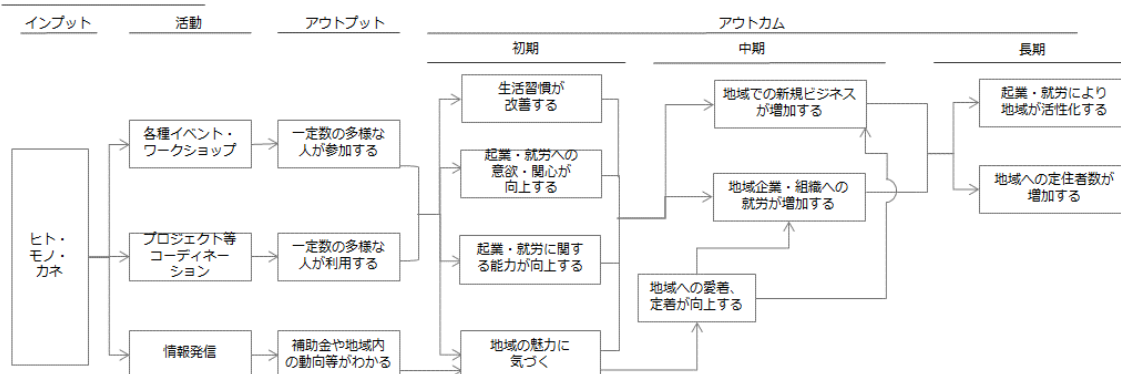 インプット
活動
アウトプット
アウトカム
初期
中期
長期
ヒト・
モノ・
カネ
各種イベント・
ワークショップ
プロジェクト等
コーディネー
ション
情報発信
一定数の多様な
人が参加する
一定数の多様な
人が利用する
補助金や地域内
の動向等がわかる
生活習慣が
改善する
起業・就労への
意欲・関心が
向上する
起業・就労に関す
る能力が向上する
地域の魅力に
気づく
地域での新規ビジネス
が増加する
地域企業・組織への
就労が増加する
地域への愛着、
定着が向上する
起業・就労により
地域が活性化する
地域への定住者数が
増加する